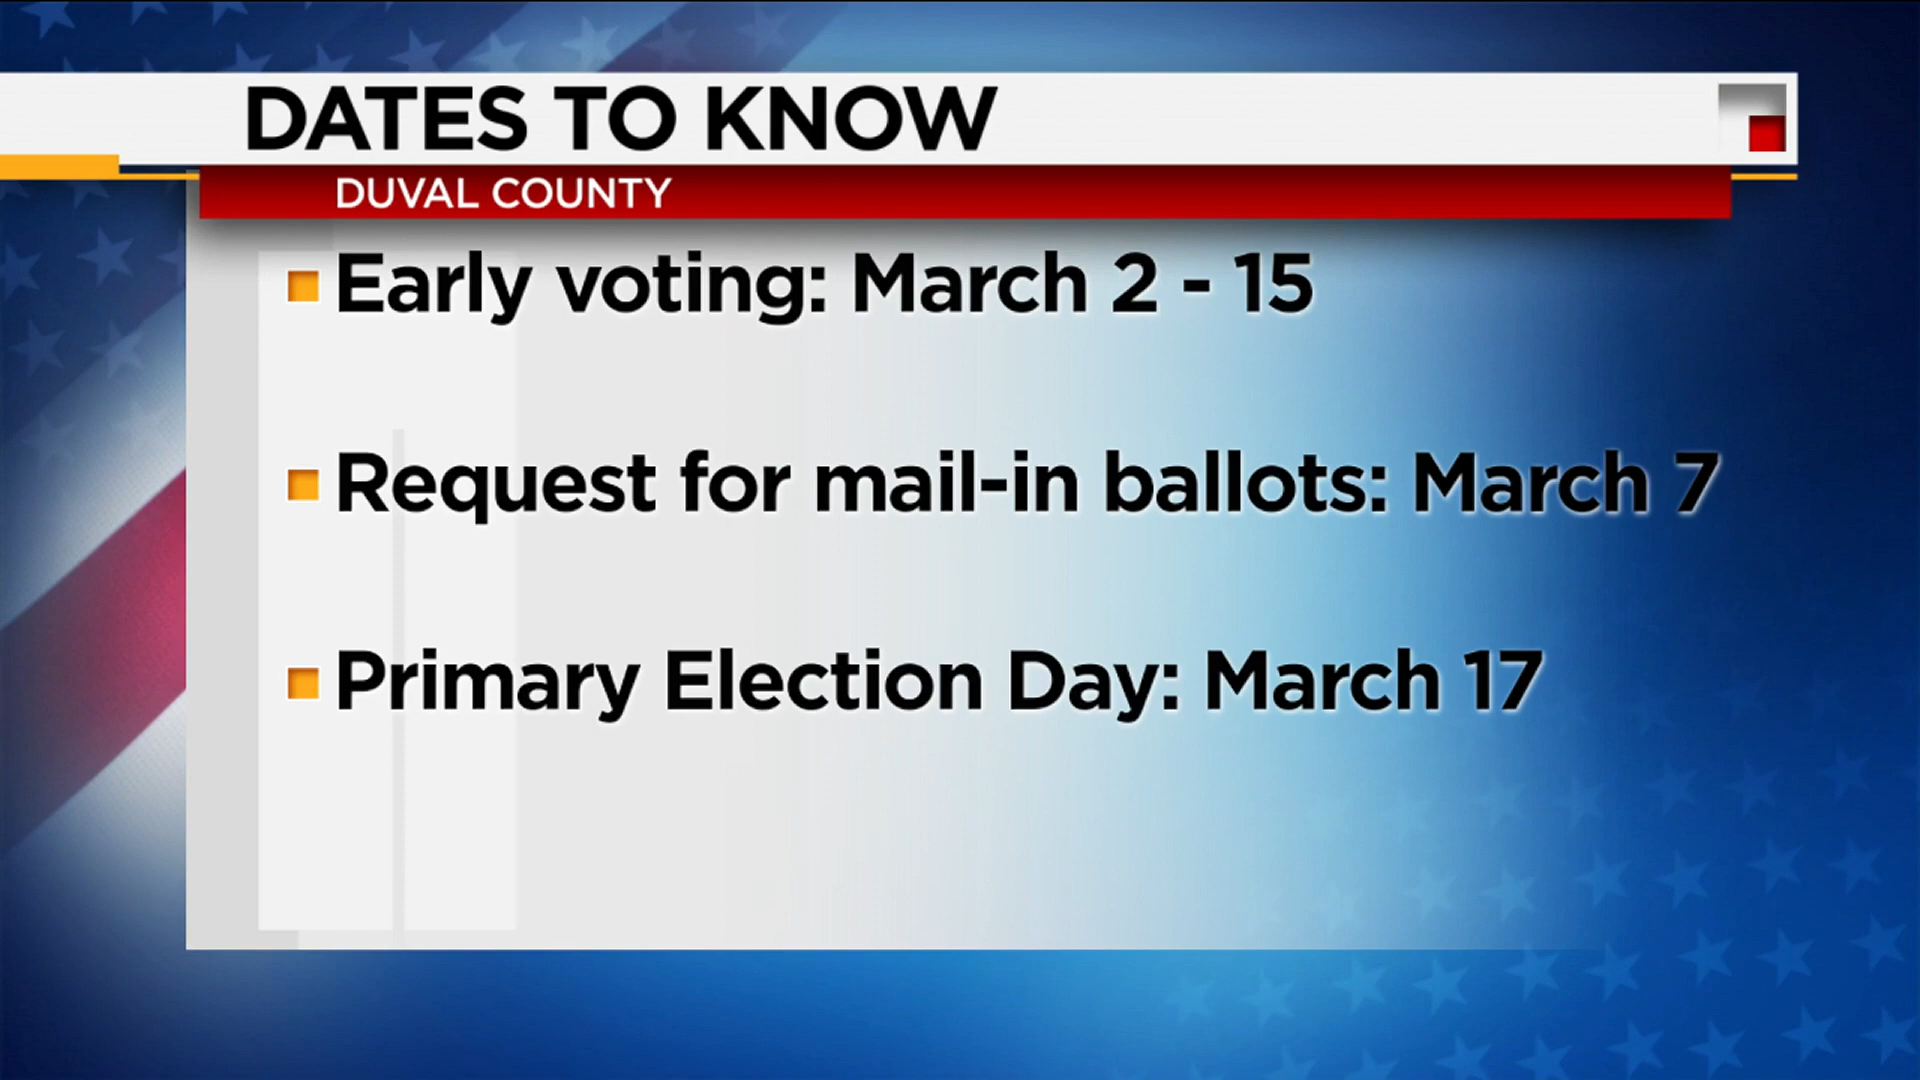 DATES TO KNOW
DUVAL COUNTY
Early voting: March 2 - 15
Request for mail-in ballots: March 7
Primary Election Day: March 17